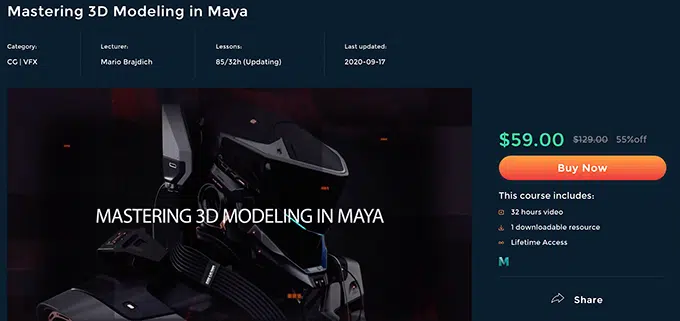 Mastering 3D Modeling in Maya
Category:
CG | VFX
Lecturer:
Mario Brajdich
Lessons:
85/32h (Updating)
Last updated:
2020-09-17
MASTERING 3D MODELING IN MAYA
$59.00 $129.00 55%off
Buy Now
This course includes:
32 hours video
1 downloadable resource
Lifetime Access
M
Share